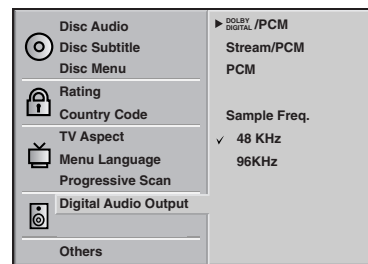 Disc Audio
Disc Subtitle
Disc Menu
Rating
Country Code
TV Aspect
Menu Language
Progressive Scan
Digital Audio Output
Others
DOLBY DIGITAL /PCM
Stream/PCM
PCM
Sample Freq.
48 KHz
96KHz